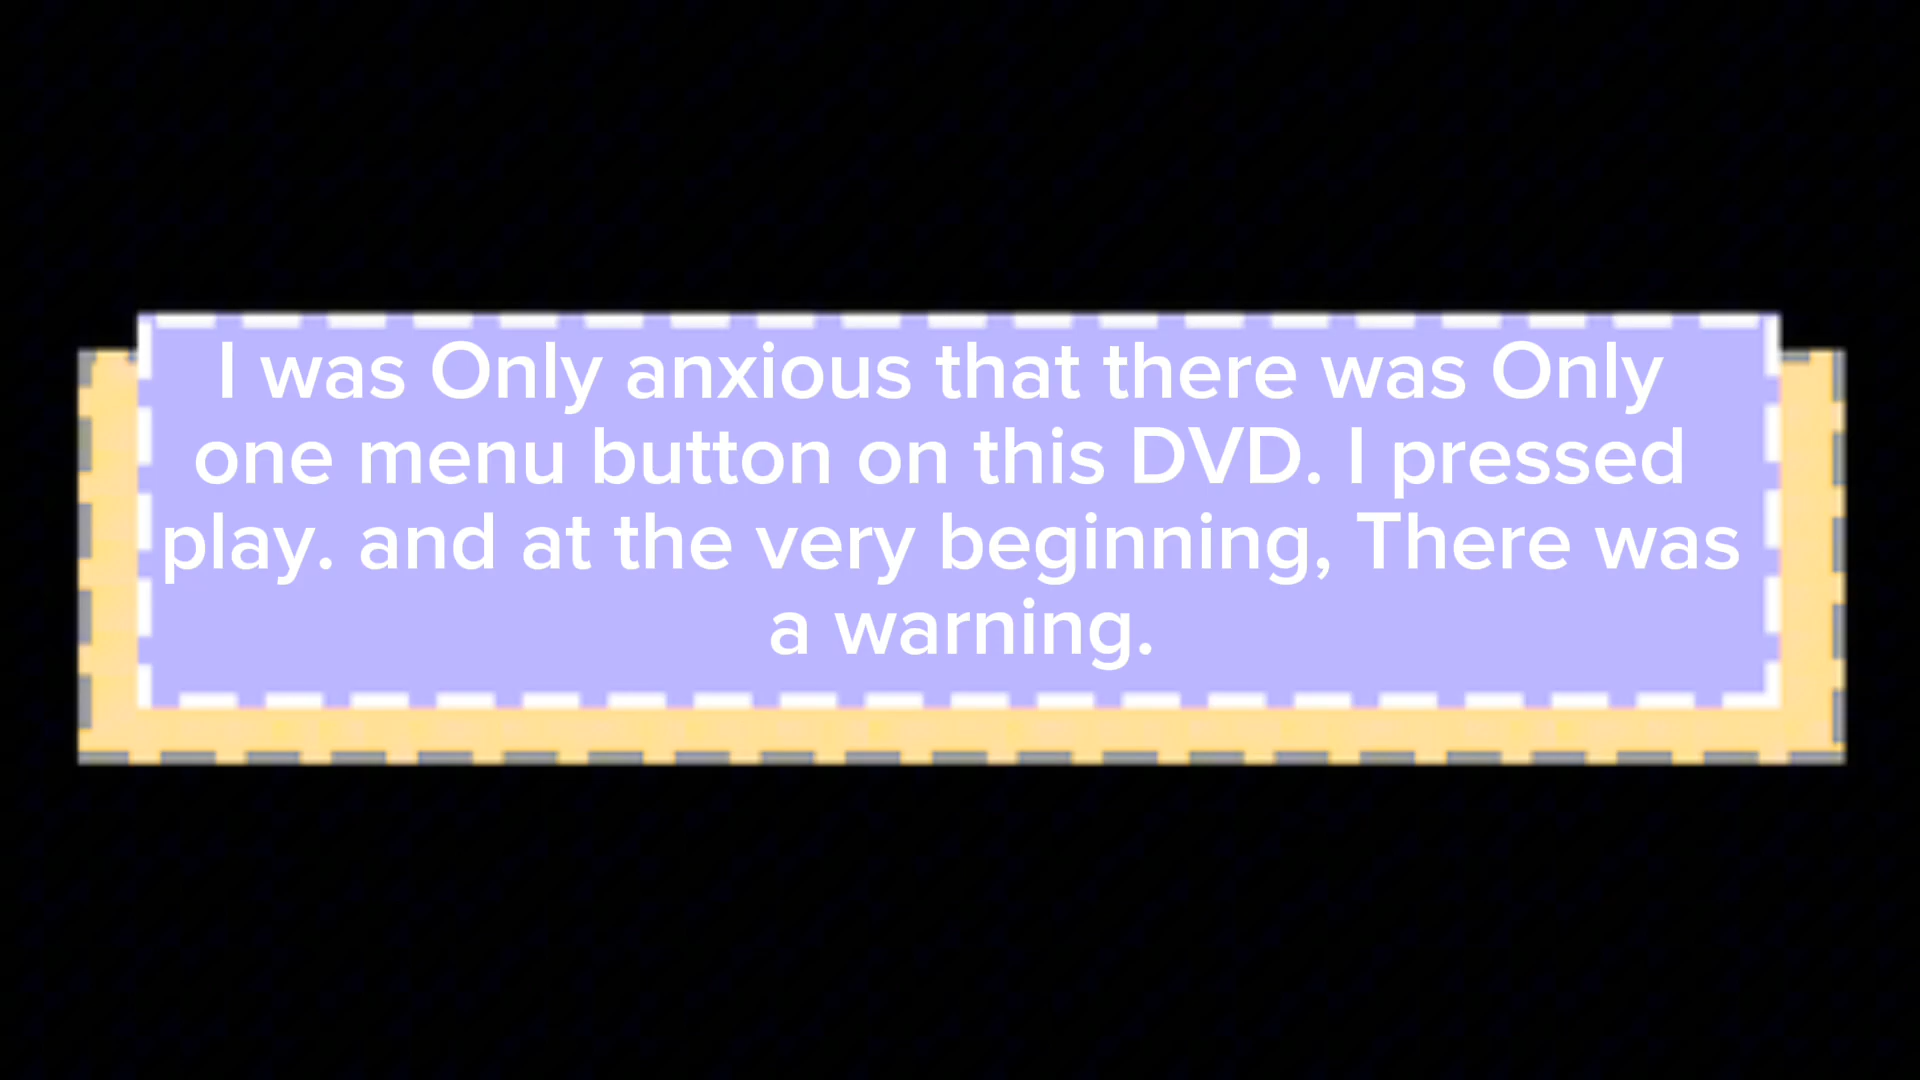 I was Only anxious that there was Only
one menu button on this DVD. I pressed
play. and at the very beginning, There was
a warning.